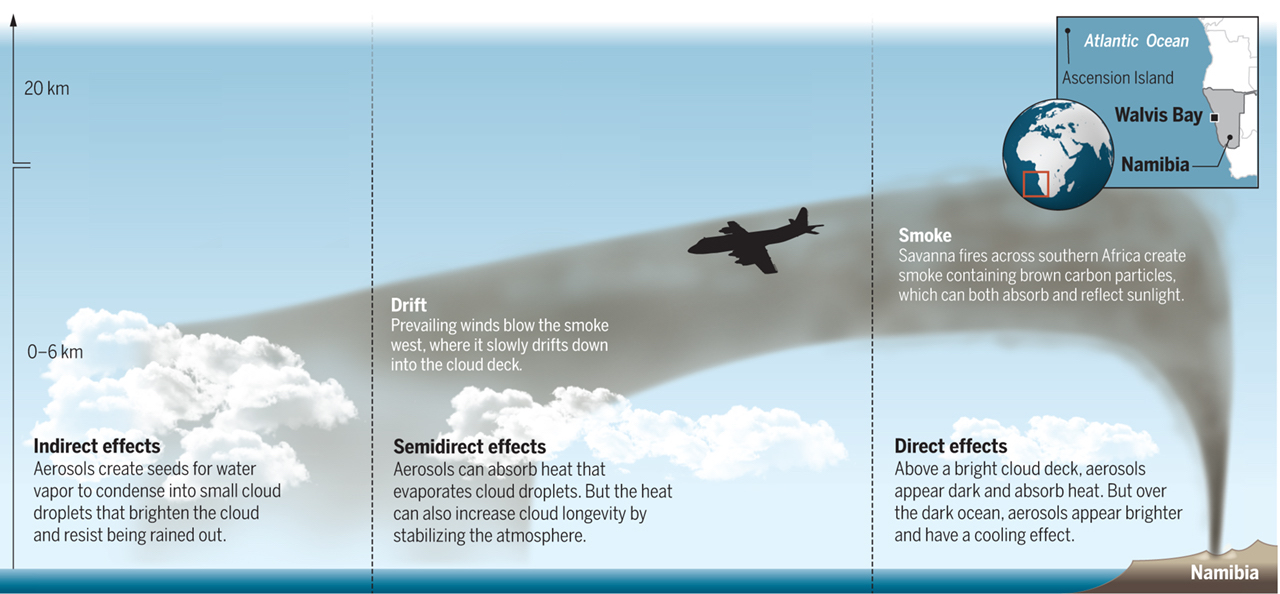 20 km
0–6 km
Atlantic Ocean
Ascension Island
Walvis Bay
Namibia
Smoke
Savanna fires across southern Africa create
smoke containing brown carbon particles,
which can both absorb and reflect sunlight.
Drift
Prevailing winds blow the smoke
west, where it slowly drifts down
into the cloud deck.
Indirect effects
Aerosols create seeds for water
vapor to condense into small cloud
droplets that brighten the cloud
and resist being rained out.
Semidirect effects
Aerosols can absorb heat that
evaporates cloud droplets. But the heat
can also increase cloud longevity by
stabilizing the atmosphere.
Direct effects
Above a bright cloud deck, aerosols
appear dark and absorb heat. But over
the dark ocean, aerosols appear brighter
and have a cooling effect.
Namibia